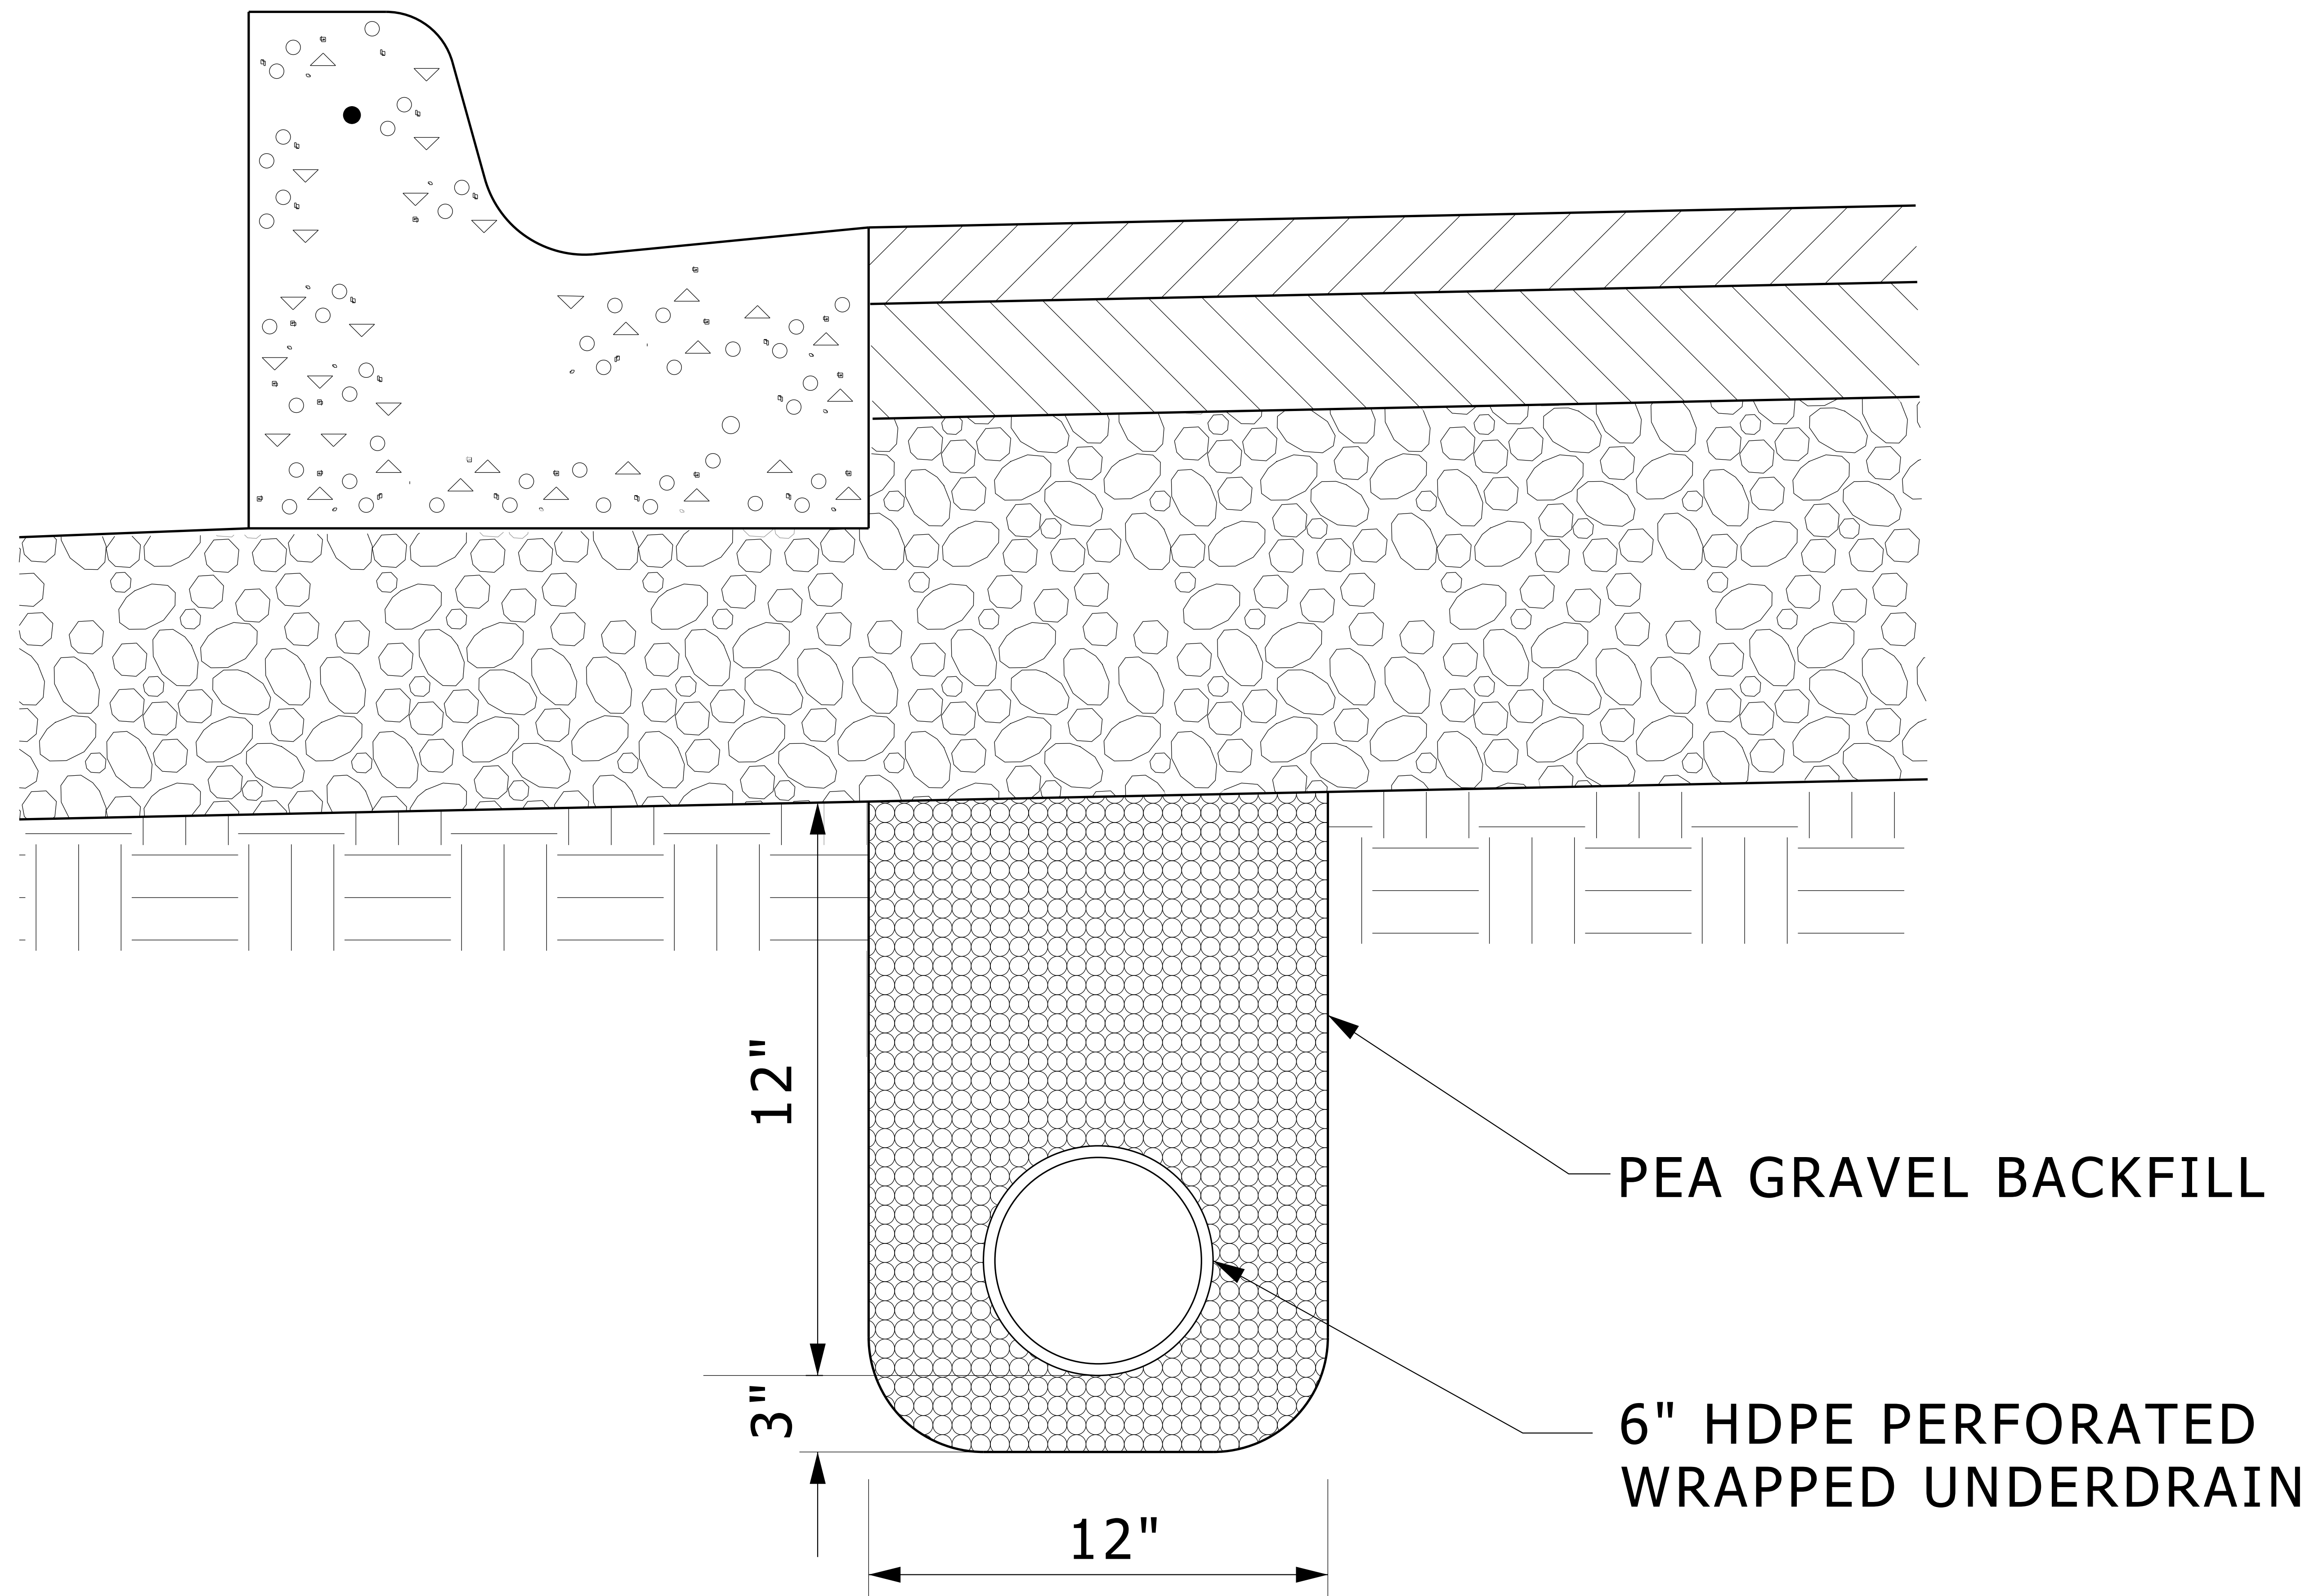 12"
PEA GRAVEL BACKFILL
3"
6" HDPE PERFORATED
WRAPPED UNDERDRAIN
12"